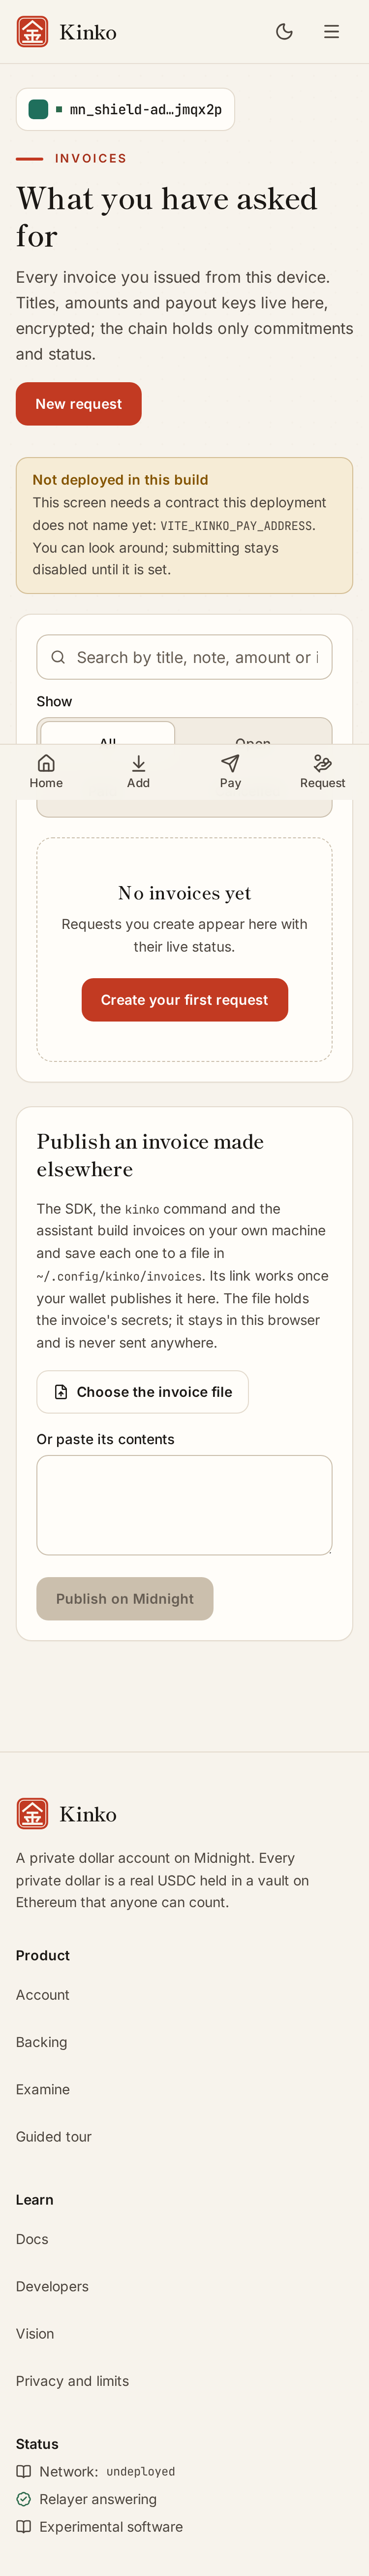 金 Kinko
mn_shield-ad…jmqx2p
INVOICES
What you have asked
for
Every invoice you issued from this device.
Titles, amounts and payout keys live here,
encrypted; the chain holds only commitments
and status.
New request
Not deployed in this build
This screen needs a contract this deployment
does not name yet: VITE_KINKO_PAY_ADDRESS.
You can look around; submitting stays
disabled until it is set.
Search by title, note, amount or i
Show
All Open
Home Add Pay Request
No invoices yet
Requests you create appear here with
their live status.
Create your first request
Publish an invoice made
elsewhere
The SDK, the kinko command and the
assistant build invoices on your own machine
and save each one to a file in
~/.config/kinko/invoices. Its link works once
your wallet publishes it here. The file holds
the invoice's secrets; it stays in this browser
and is never sent anywhere.
Choose the invoice file
Or paste its contents
Publish on Midnight
金 Kinko
A private dollar account on Midnight. Every
private dollar is a real USDC held in a vault on
Ethereum that anyone can count.
Product
Account
Backing
Examine
Guided tour
Learn
Docs
Developers
Vision
Privacy and limits
Status
Network: undeployed
Relayer answering
Experimental software